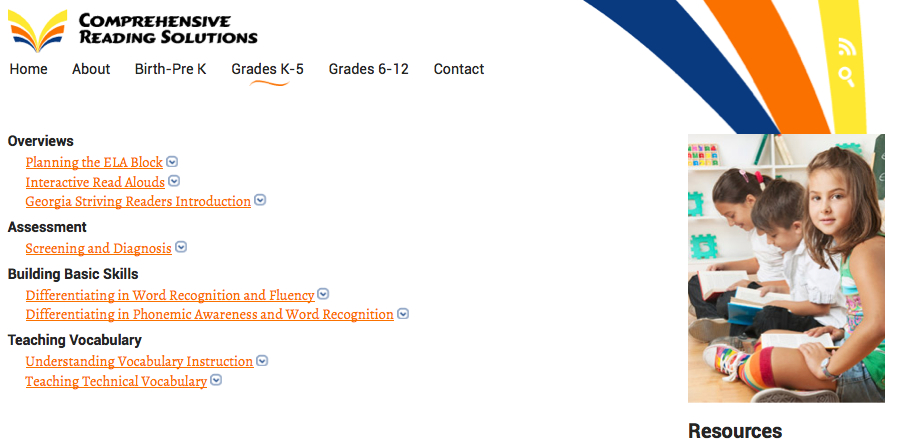 COMPREHENSIVE
READING SOLUTIONS
Home About Birth-Pre K Grades K-5 Grades 6-12 Contact
Overviews
Planning the ELA Block
Interactive Read Alouds
Georgia Striving Readers Introduction
Assessment
Screening and Diagnosis
Building Basic Skills
Differentiating in Word Recognition and Fluency
Differentiating in Phonemic Awareness and Word Recognition
Teaching Vocabulary
Understanding Vocabulary Instruction
Teaching Technical Vocabulary
Resources